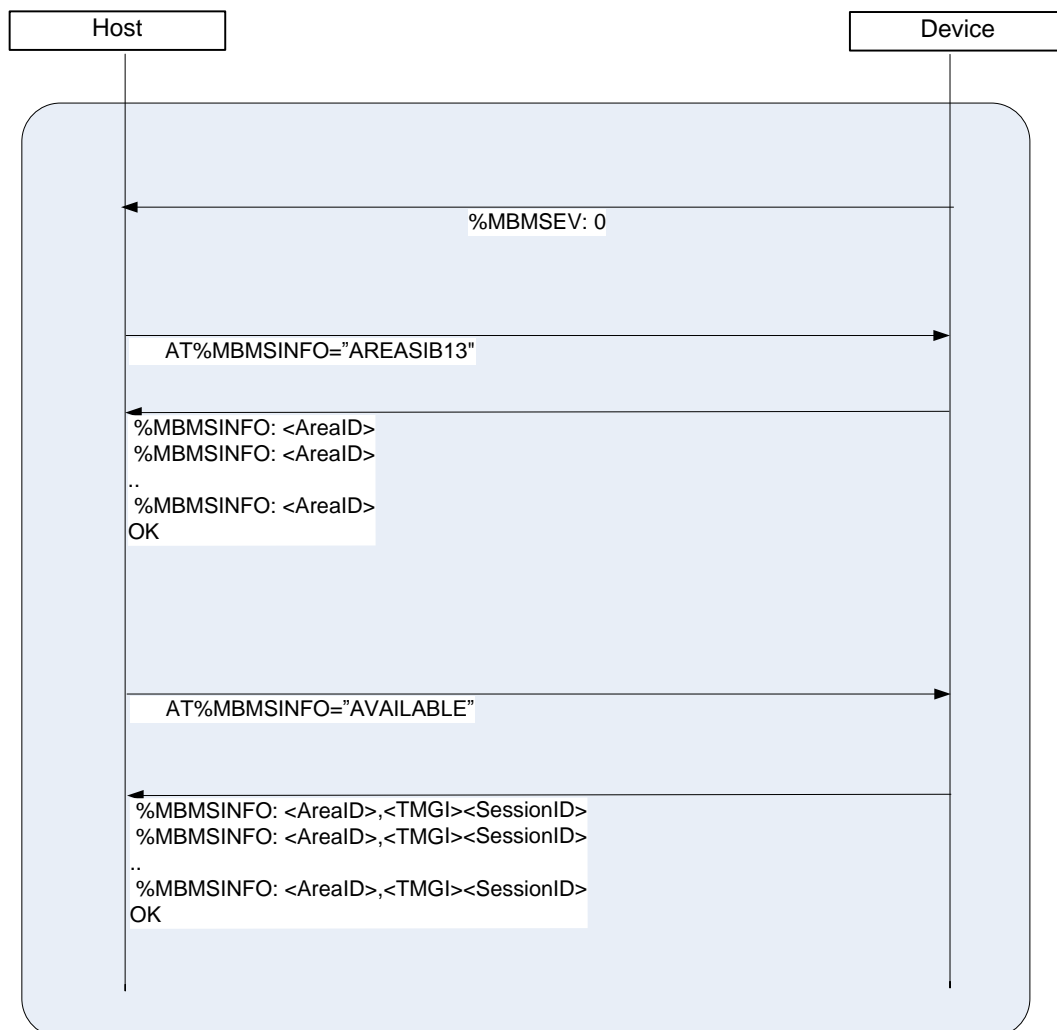 Host
Device
%MBMSEV: 0
AT%MBMSINFO=”AREASIB13"
%MBMSINFO: <AreaID>
%MBMSINFO: <AreaID>
..
%MBMSINFO: <AreaID>
OK
AT%MBMSINFO=”AVAILABLE”
%MBMSINFO: <AreaID>,<TMGI><SessionID>
%MBMSINFO: <AreaID>,<TMGI><SessionID>
..
%MBMSINFO: <AreaID>,<TMGI><SessionID>
OK